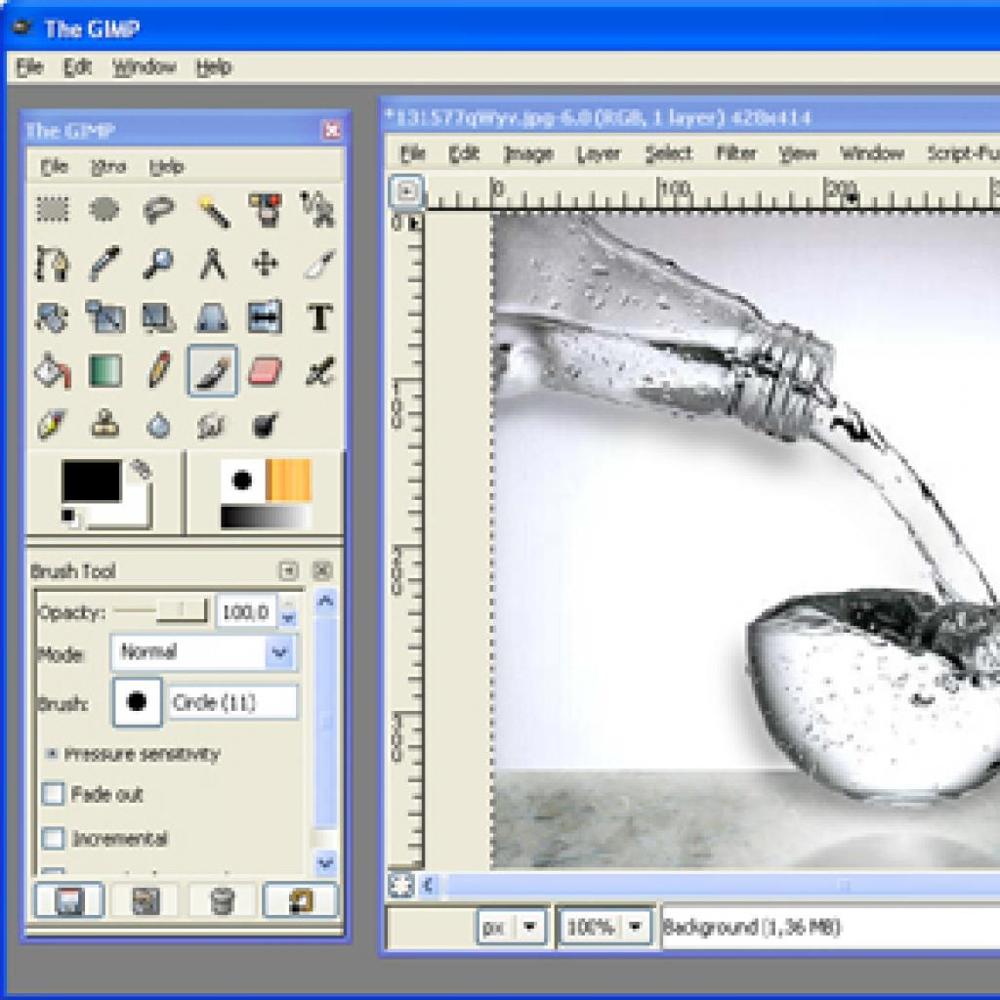 The GIMP
File Edit Window Help
The GIMP
File Xtns Help
*131577qWyv.jpg-6.0 (RGB, 1 layer) 428x414
File Edit Image Layer Select Filter View Window
0 100 200
0
100
200
300
T
Brush Tool
Opacity: 100,0
Mode: Normal
Brush: Circle (11)
Pressure sensitivity
Fade out
Incremental
px 100% Background (1,36 MB)